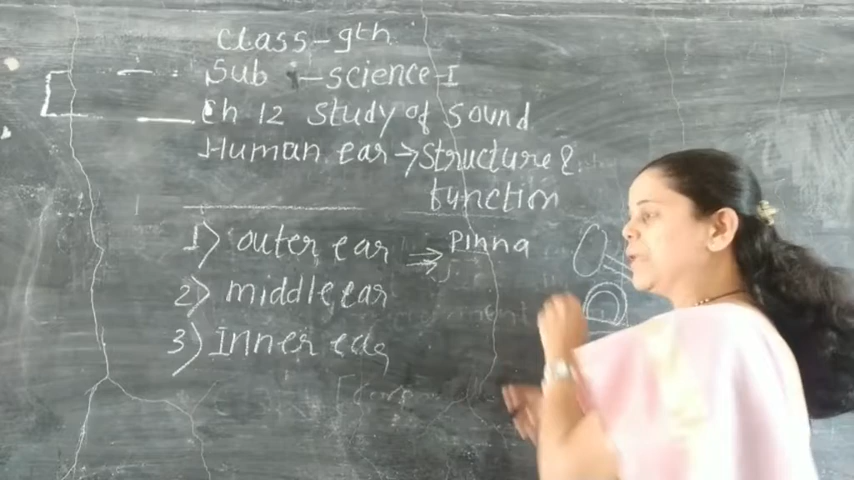 Class-9th
Sub :- science-I
Ch 12 Study of Sound
Human ear → Structure &
function
1) outer ear ⇒ Pinna
2) middle ear
3) Inner ear